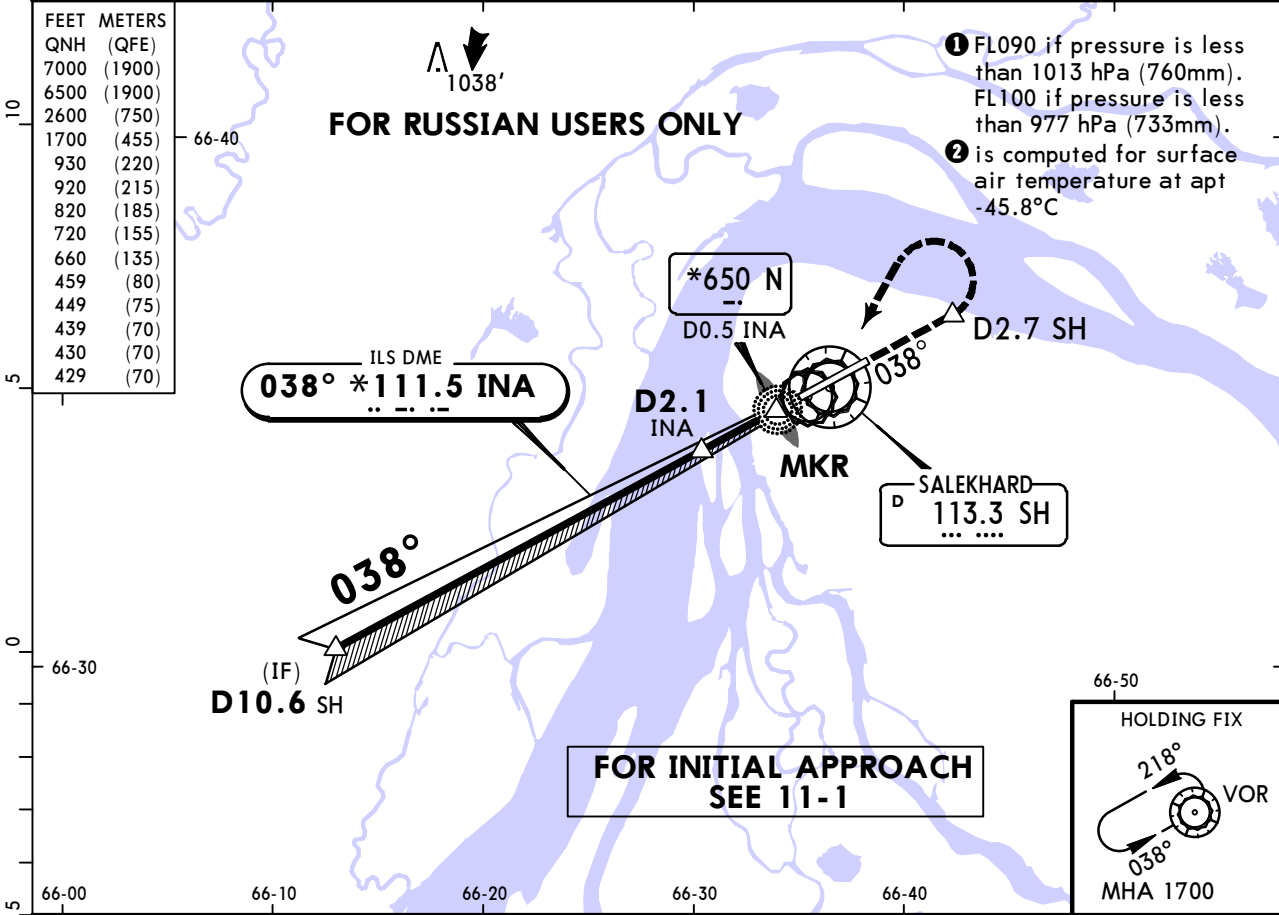 FEET METERS
QNH (QFE)
7000 (1900)
6500 (1900)
2600 (750)
1700 (455)
930 (220)
920 (215)
820 (185)
720 (155)
660 (135)
459 (80)
449 (75)
439 (70)
430 (70)
429 (70)
1038'
FOR RUSSIAN USERS ONLY
❶ FL090 if pressure is less
than 1013 hPa (760mm).
FL100 if pressure is less
than 977 hPa (733mm).
❷ is computed for surface
air temperature at apt
-45.8°C
10
66-40
*650 N
D0.5 INA
D2.7 SH
038°
ILS DME
038° *111.5 INA
5
D2.1
INA
MKR
SALEKHARD
D 113.3 SH
038°
0
66-30
(IF)
D10.6 SH
66-50
HOLDING FIX
218°
VOR
038°
MHA 1700
FOR INITIAL APPROACH
SEE 11-1
5
66-00
66-10
66-20
66-30
66-40